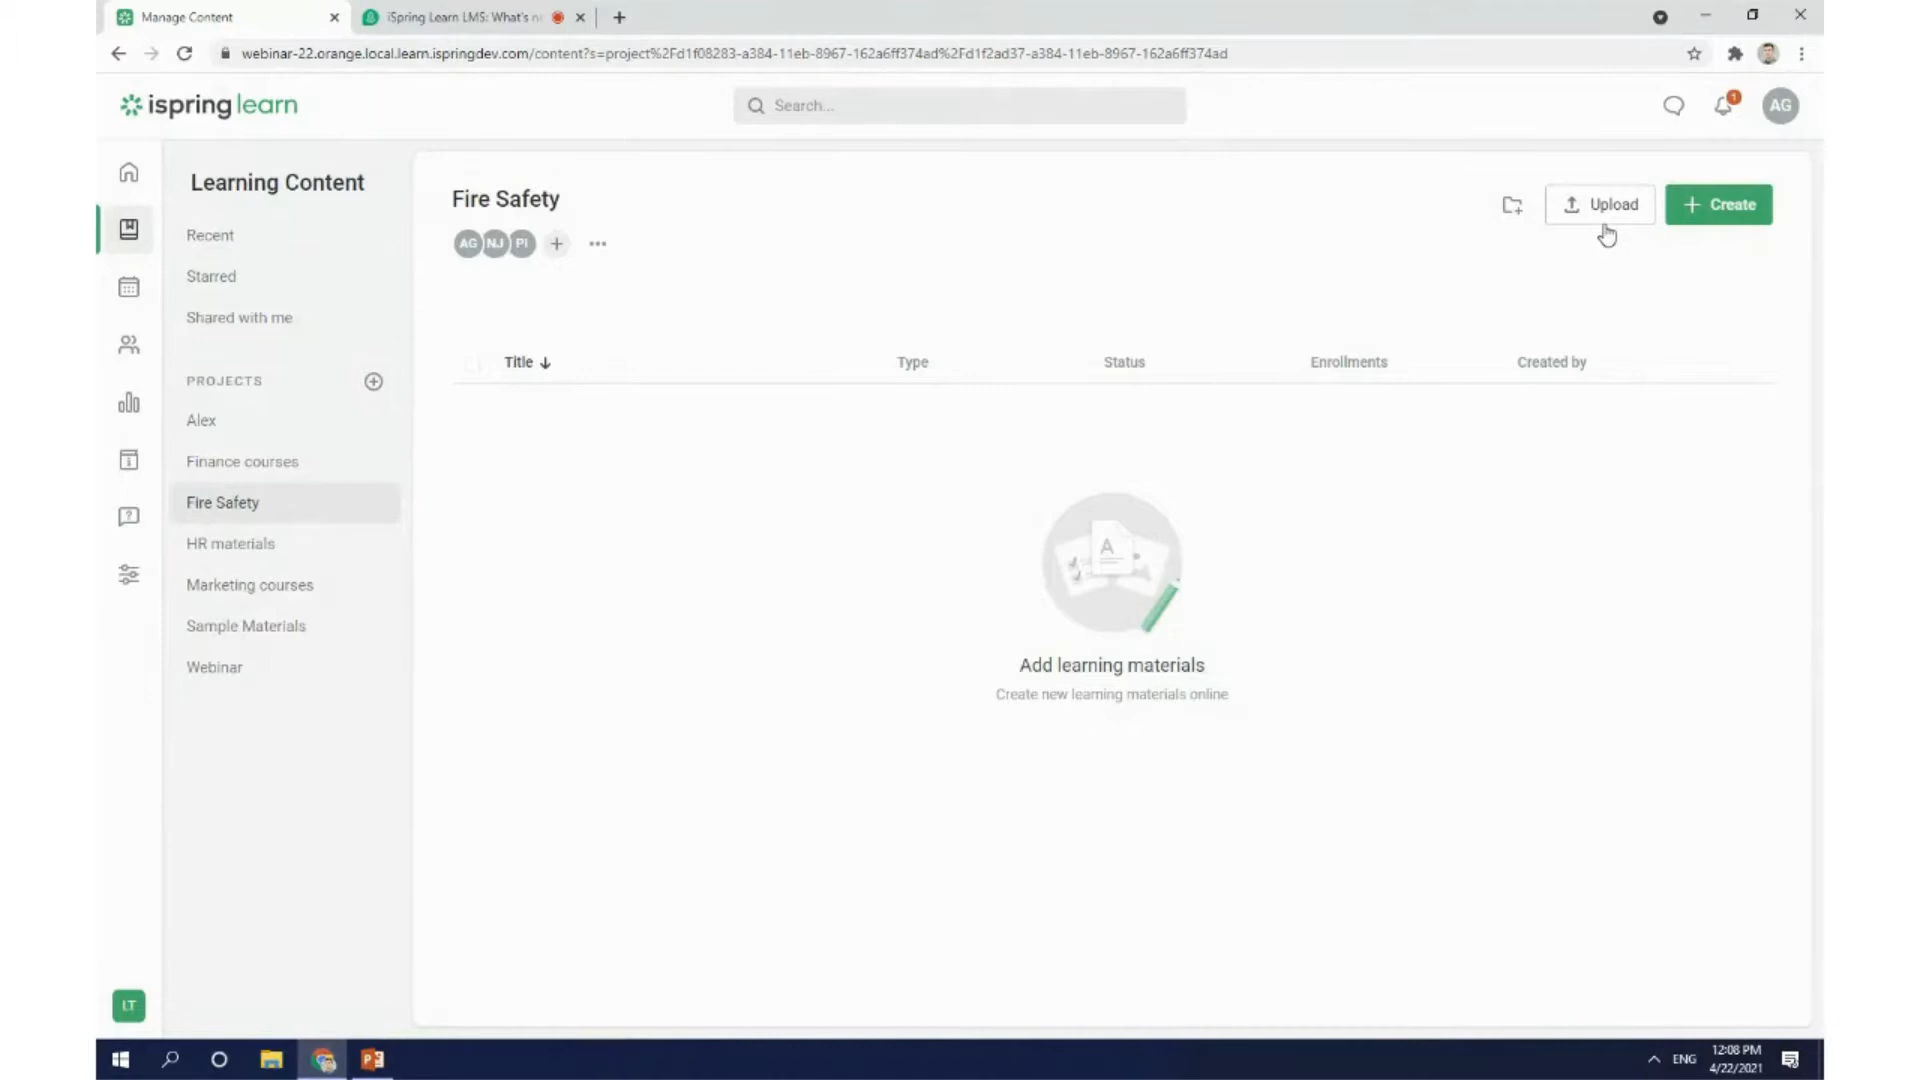 Manage Content
iSpring Learn LMS: What's n
webinar-22.orange.local.learn.ispringdev.com/content?s=project%2Fd1f08283-a384-11eb-8967-162a6ff374ad%2Fd1f2ad37-a384-11eb-8967-162a6ff374ad
ispring learn
Search...
1
AG
Learning Content
Recent
Starred
Shared with me
PROJECTS
Alex
Finance courses
Fire Safety
HR materials
Marketing courses
Sample Materials
Webinar
LT
Fire Safety
AG NJ PI
Upload
Create
Title Type Status Enrollments Created by
A
Add learning materials
Create new learning materials online
ENG
12:08 PM
4/22/2021